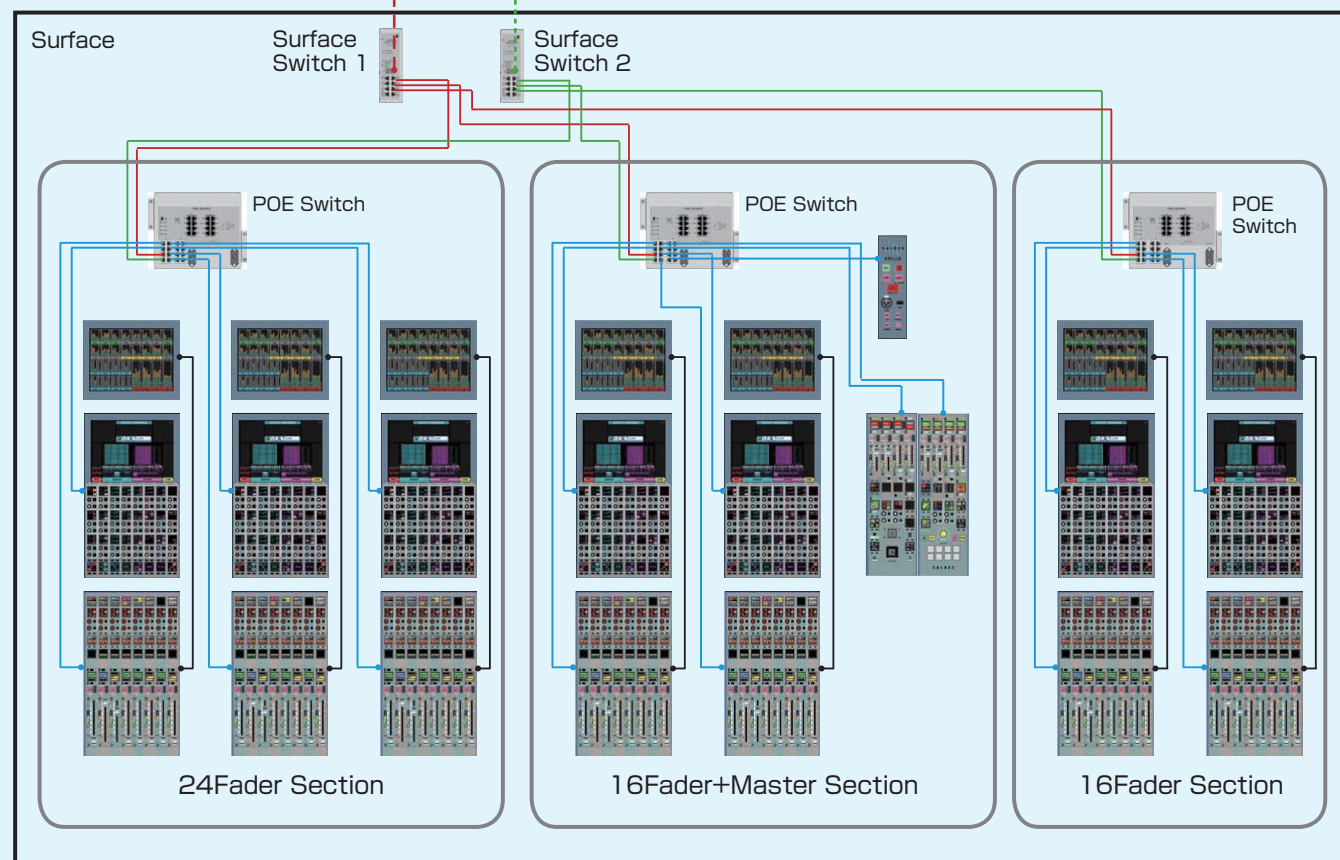 Surface
Surface
Switch 1
Surface
Switch 2
POE Switch
POE Switch
POE
Switch
24Fader Section
16Fader+Master Section
16Fader Section